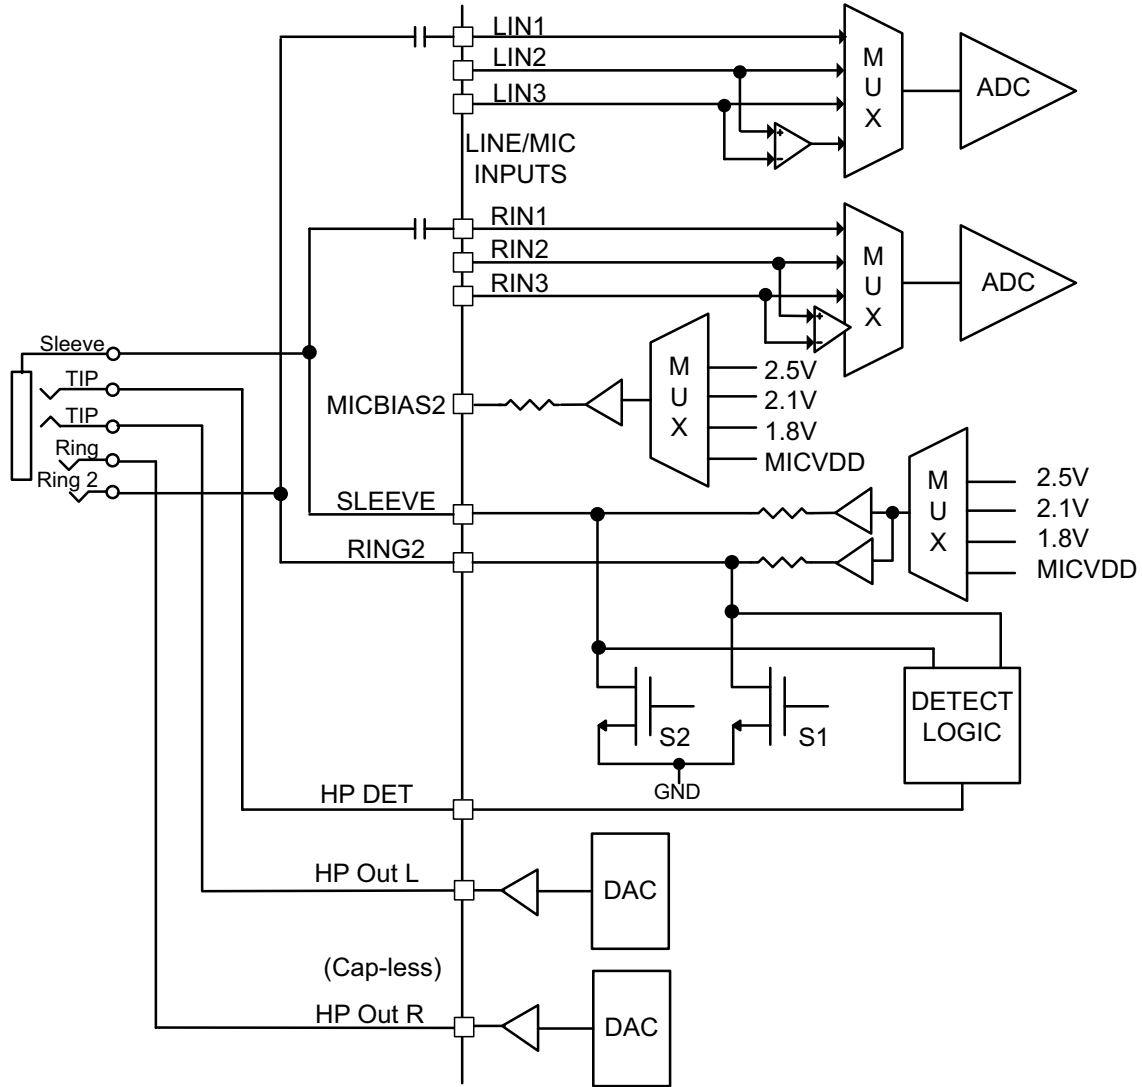 LIN1
LIN2
LIN3
M
U
X
ADC
LINE/MIC
INPUTS
RIN1
RIN2
RIN3
M
U
X
ADC
Sleeve
TIP
TIP
Ring
Ring 2
MICBIAS2
M
U
X
2.5V
2.1V
1.8V
MICVDD
SLEEVE
RING2
M
U
X
2.5V
2.1V
1.8V
MICVDD
S2
S1
GND
DETECT
LOGIC
HP DET
HP Out L
DAC
(Cap-less)
HP Out R
DAC
+
−
+
−